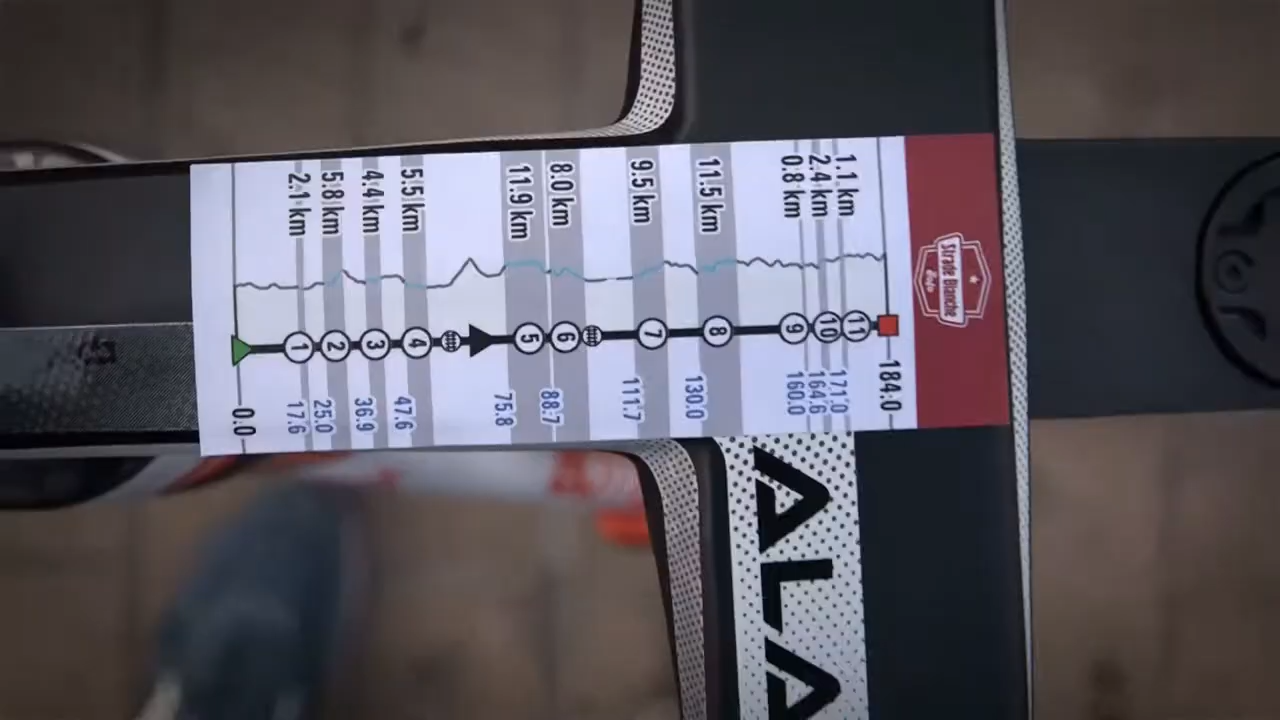 Strade Bianche
1.1 km
2.4 km
0.8 km
11.5 km
9.5 km
8.0 km
11.9 km
5.5 km
4.4 km
5.8 km
2.1 km
11
10
9
8
7
6
5
4
3
2
1
184.0
171.0
164.6
160.0
130.0
111.7
88.7
75.8
47.6
36.9
25.0
17.6
0.0
ALA